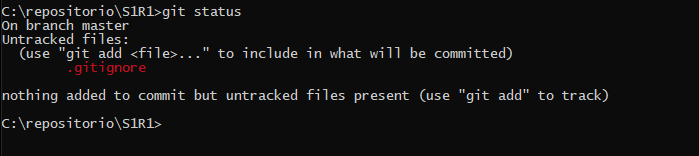 C:\repositorio\S1R1>git status
On branch master
Untracked files:
  (use "git add <file>..." to include in what will be committed)
        .gitignore

nothing added to commit but untracked files present (use "git add" to track)

C:\repositorio\S1R1>